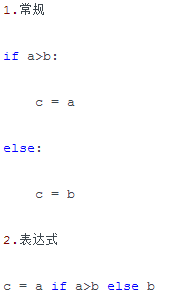 1.常规
if a>b:
    c = a
else:
    c = b
2.表达式
c = a if a>b else b